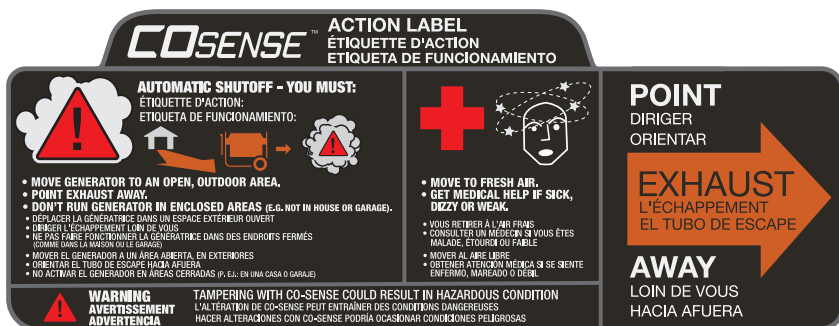 COSENSE™
ACTION LABEL
ÉTIQUETTE D'ACTION
ETIQUETA DE FUNCIONAMIENTO
AUTOMATIC SHUTOFF - YOU MUST:
ÉTIQUETTE D'ACTION:
ETIQUETA DE FUNCIONAMIENTO:
• MOVE GENERATOR TO AN OPEN, OUTDOOR AREA.
• POINT EXHAUST AWAY.
• DON'T RUN GENERATOR IN ENCLOSED AREAS (E.G. NOT IN HOUSE OR GARAGE).
• DÉPLACER LA GÉNÉRATRICE DANS UN ESPACE EXTÉRIEUR OUVERT
• DIRIGER L'ÉCHAPPEMENT LOIN DE VOUS
• NE PAS FAIRE FONCTIONNER LA GÉNÉRATRICE DANS DES ENDROITS FERMÉS
(COMME DANS LA MAISON OU LE GARAGE)
• MOVER EL GENERADOR A UN ÁREA ABIERTA, EN EXTERIORES
• ORIENTAR EL TUBO DE ESCAPE HACIA AFUERA
• NO ACTIVAR EL GENERADOR EN ÁREAS CERRADAS (P. EJ.: EN UNA CASA O GARAJE)
• MOVE TO FRESH AIR.
• GET MEDICAL HELP IF SICK,
DIZZY OR WEAK.
• VOUS RETIRER À L'AIR FRAIS
• CONSULTER UN MÉDECIN SI VOUS ÊTES
MALADE, ÉTOURDI OU FAIBLE
• MOVER AL AIRE LIBRE
• OBTENER ATENCIÓN MÉDICA SI SE SIENTE
ENFERMO, MAREADO O DÉBIL
POINT
DIRIGER
ORIENTAR
EXHAUST
L'ÉCHAPPEMENT
EL TUBO DE ESCAPE
AWAY
LOIN DE VOUS
HACIA AFUERA
WARNING
AVERTISSEMENT
ADVERTENCIA
TAMPERING WITH CO-SENSE COULD RESULT IN HAZARDOUS CONDITION
L'ALTÉRATION DE CO-SENSE PEUT ENTRAÎNER DES CONDITIONS DANGEREUSES
HACER ALTERACIONES CON CO-SENSE PODRÍA OCASIONAR CONDICIONES PELIGROSAS